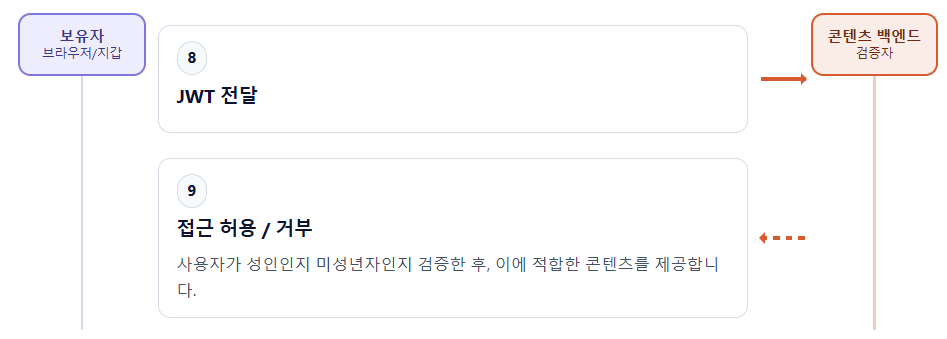 보유자
브라우저/지갑
콘텐츠 백엔드
검증자
8
JWT 전달
9
접근 허용 / 거부
사용자가 성인인지 미성년자인지 검증한 후, 이에 적합한 콘텐츠를 제공합니
다.